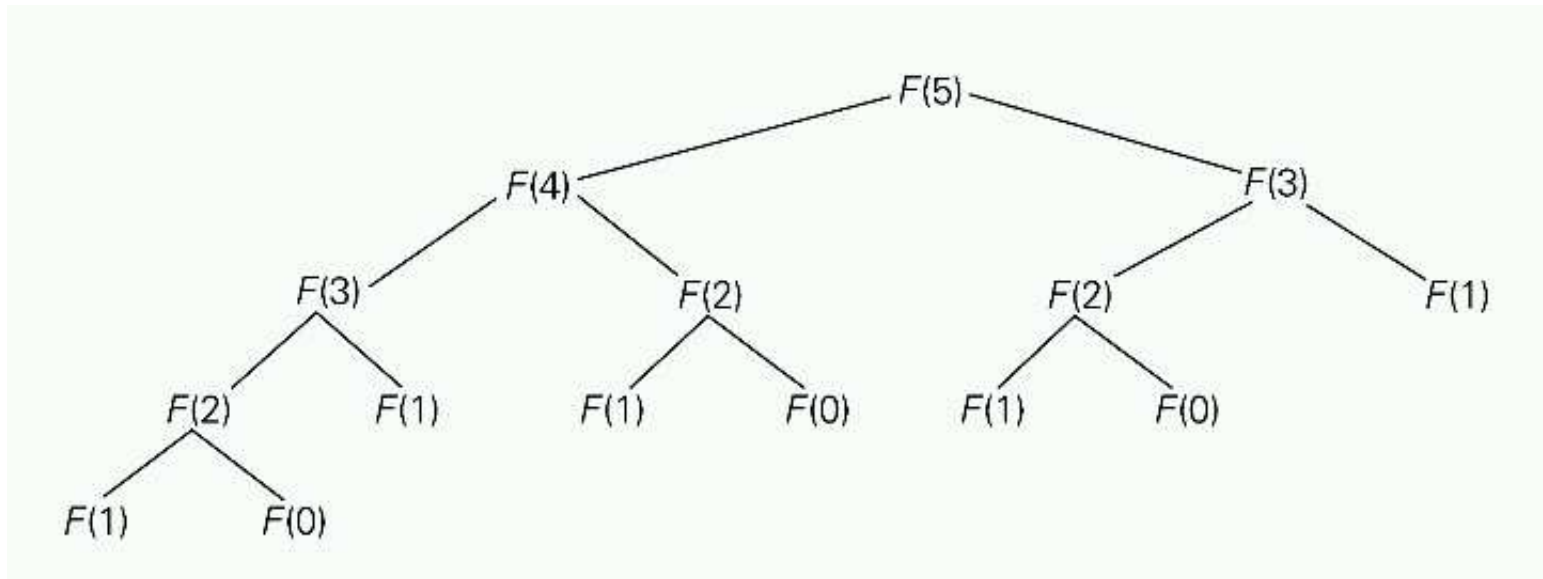 F(5)
F(4) F(3)
F(3) F(2) F(2) F(1)
F(2) F(1) F(1) F(0) F(1) F(0)
F(1) F(0)